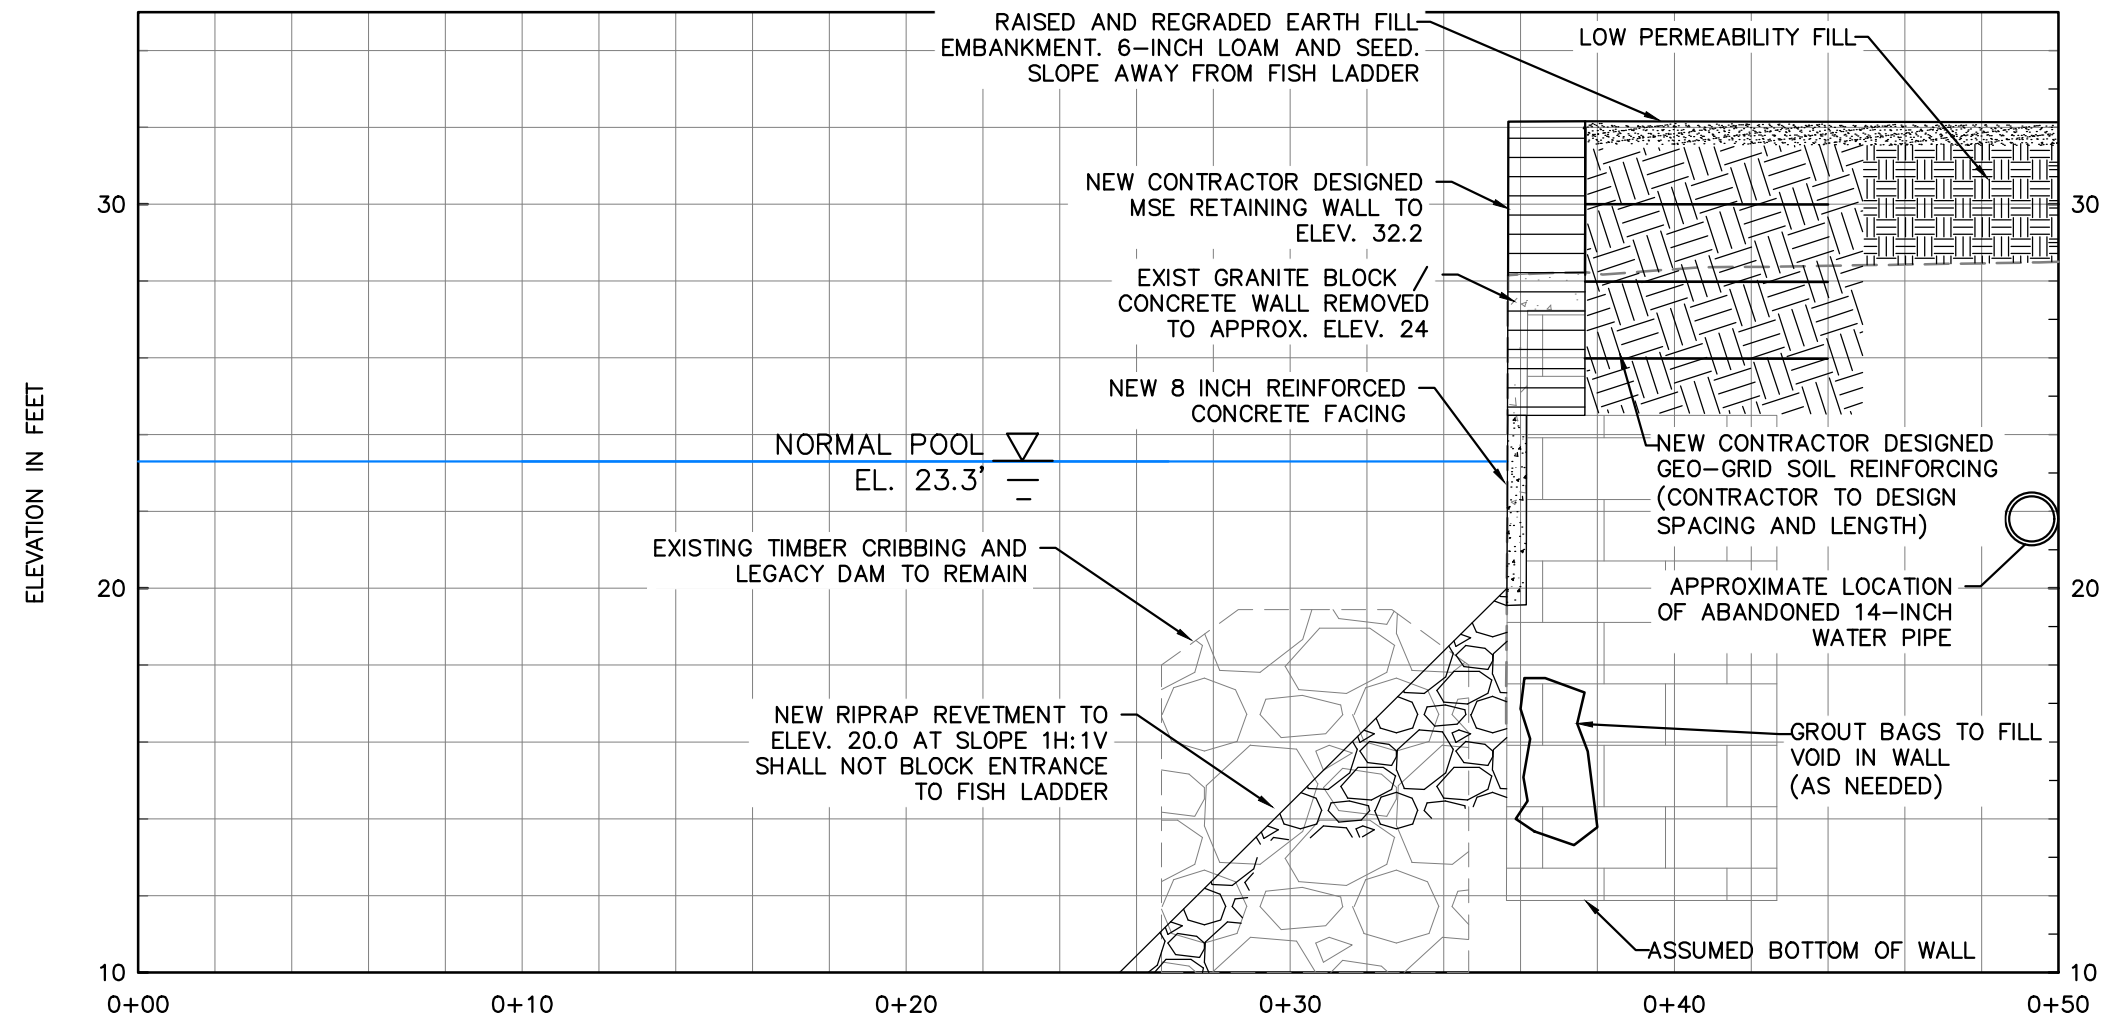 RAISED AND REGRADED EARTH FILL
EMBANKMENT. 6-INCH LOAM AND SEED.
SLOPE AWAY FROM FISH LADDER
LOW PERMEABILITY FILL
NEW CONTRACTOR DESIGNED
MSE RETAINING WALL TO
ELEV. 32.2
EXIST GRANITE BLOCK /
CONCRETE WALL REMOVED
TO APPROX. ELEV. 24
NEW 8 INCH REINFORCED
CONCRETE FACING
NORMAL POOL
EL. 23.3'
NEW CONTRACTOR DESIGNED
GEO-GRID SOIL REINFORCING
(CONTRACTOR TO DESIGN
SPACING AND LENGTH)
EXISTING TIMBER CRIBBING AND
LEGACY DAM TO REMAIN
APPROXIMATE LOCATION
OF ABANDONED 14-INCH
WATER PIPE
NEW RIPRAP REVETMENT TO
ELEV. 20.0 AT SLOPE 1H:1V
SHALL NOT BLOCK ENTRANCE
TO FISH LADDER
GROUT BAGS TO FILL
VOID IN WALL
(AS NEEDED)
ASSUMED BOTTOM OF WALL
ELEVATION IN FEET
30
20
10
30
20
10
0+00
0+10
0+20
0+30
0+40
0+50